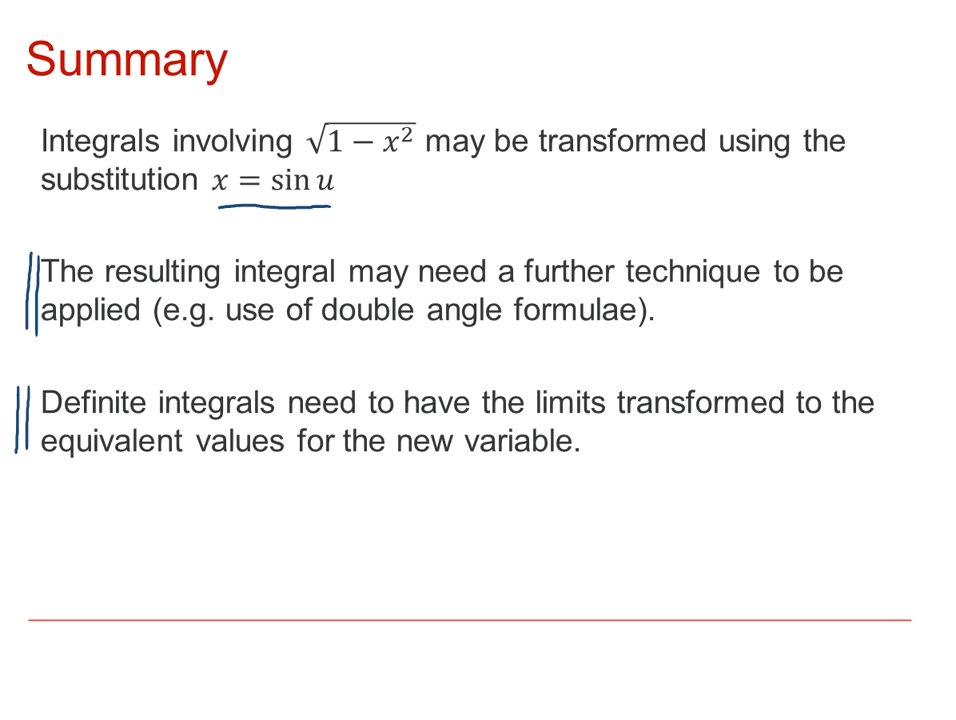 Summary
Integrals involving √(1 − x²) may be transformed using the
substitution x = sin u
The resulting integral may need a further technique to be
applied (e.g. use of double angle formulae).
Definite integrals need to have the limits transformed to the
equivalent values for the new variable.